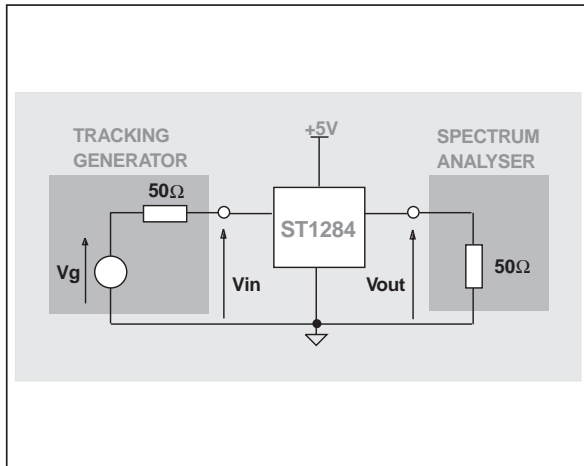 TRACKING
GENERATOR
+5V
SPECTRUM
ANALYSER
50Ω
ST1284
Vg
Vin
Vout
50Ω